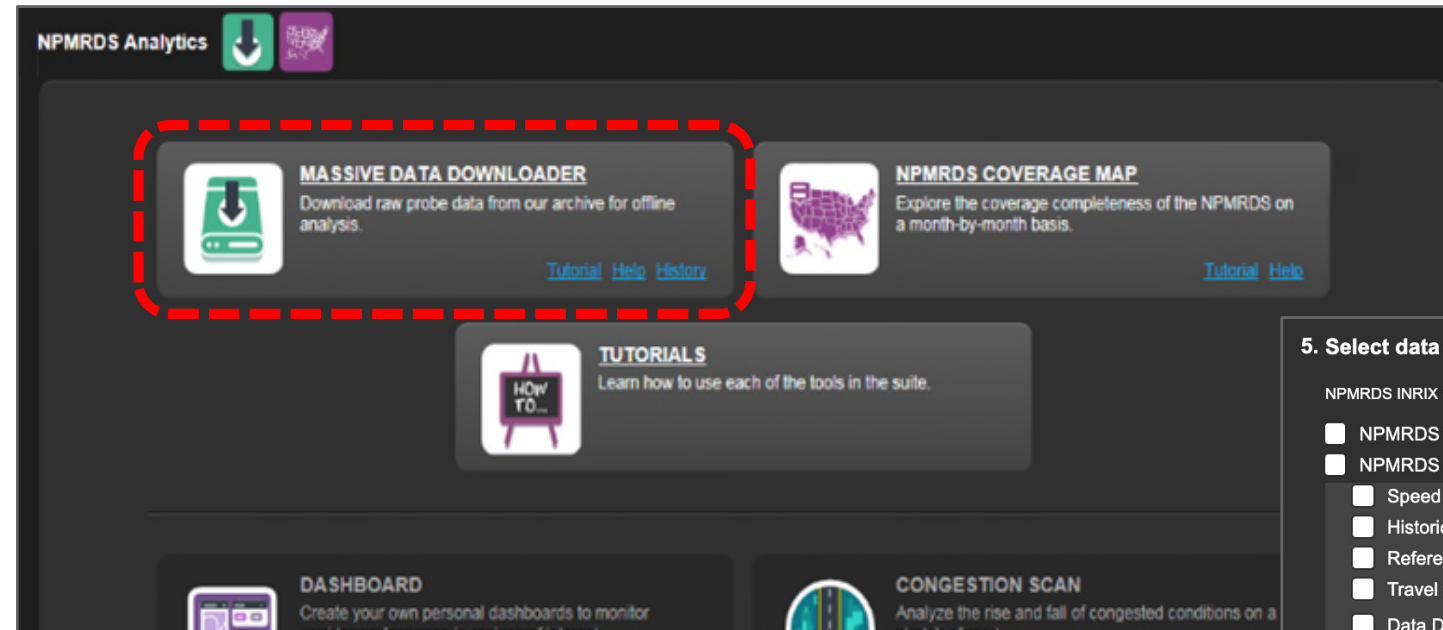 NPMRDS Analytics
MASSIVE DATA DOWNLOADER
Download raw probe data from our archive for offline
analysis.
Tutorial Help History
NPMRDS COVERAGE MAP
Explore the coverage completeness of the NPMRDS on
a month-by-month basis.
Tutorial Help
HOW
TO...
TUTORIALS
Learn how to use each of the tools in the suite.
5. Select data
NPMRDS INRIX
NPMRDS
NPMRDS
Speed
Historic
Refere
Travel
Data D
DASHBOARD
Create your own personal dashboards to monitor
CONGESTION SCAN
Analyze the rise and fall of congested conditions on a